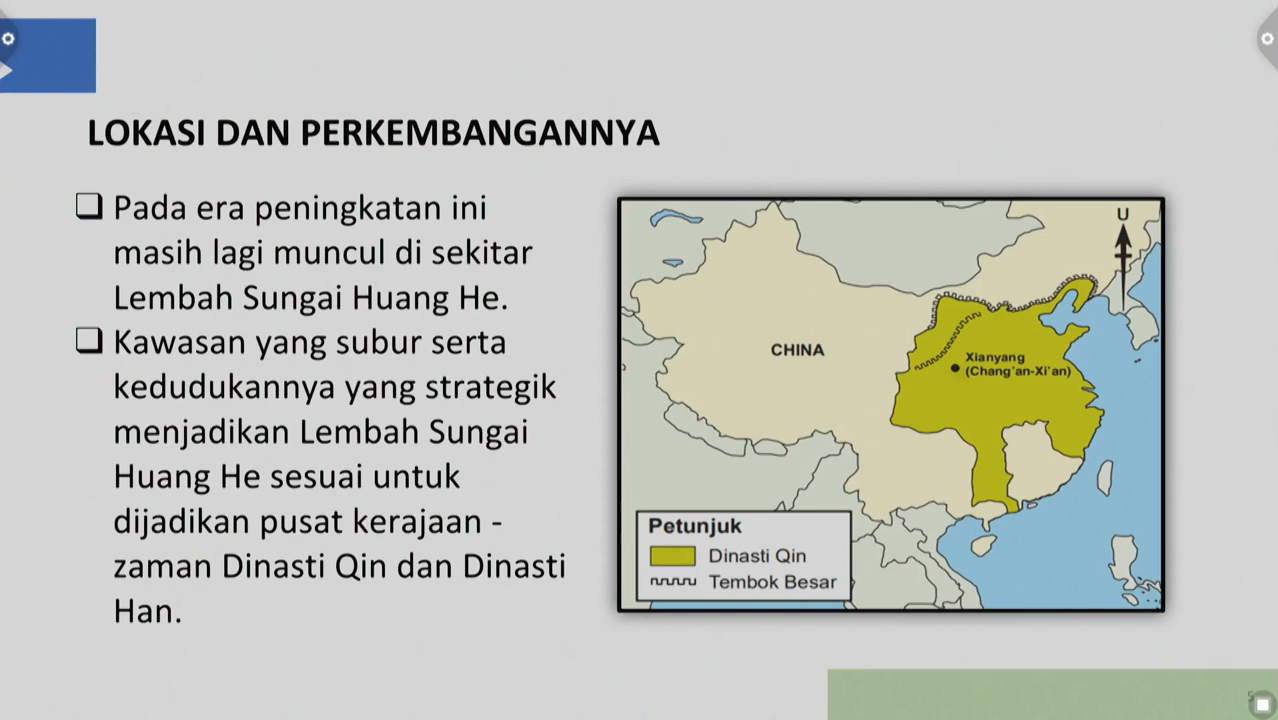 LOKASI DAN PERKEMBANGANNYA
❑ Pada era peningkatan ini
masih lagi muncul di sekitar
Lembah Sungai Huang He.
❑ Kawasan yang subur serta
kedudukannya yang strategik
menjadikan Lembah Sungai
Huang He sesuai untuk
dijadikan pusat kerajaan -
zaman Dinasti Qin dan Dinasti
Han.
U
CHINA
Xianyang
(Chang'an-Xi'an)
Petunjuk
Dinasti Qin
Tembok Besar